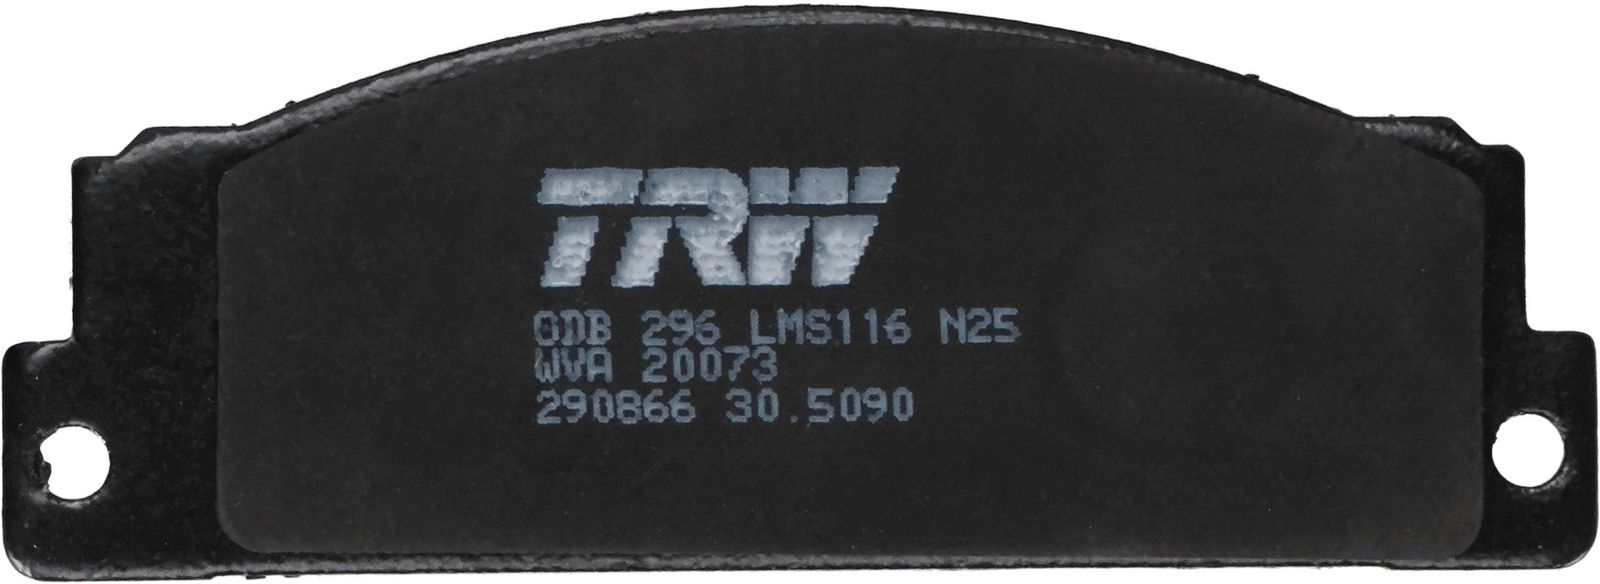 TRW
GDB 296 LMS116 N25
WVA 20073
290866 30.5090